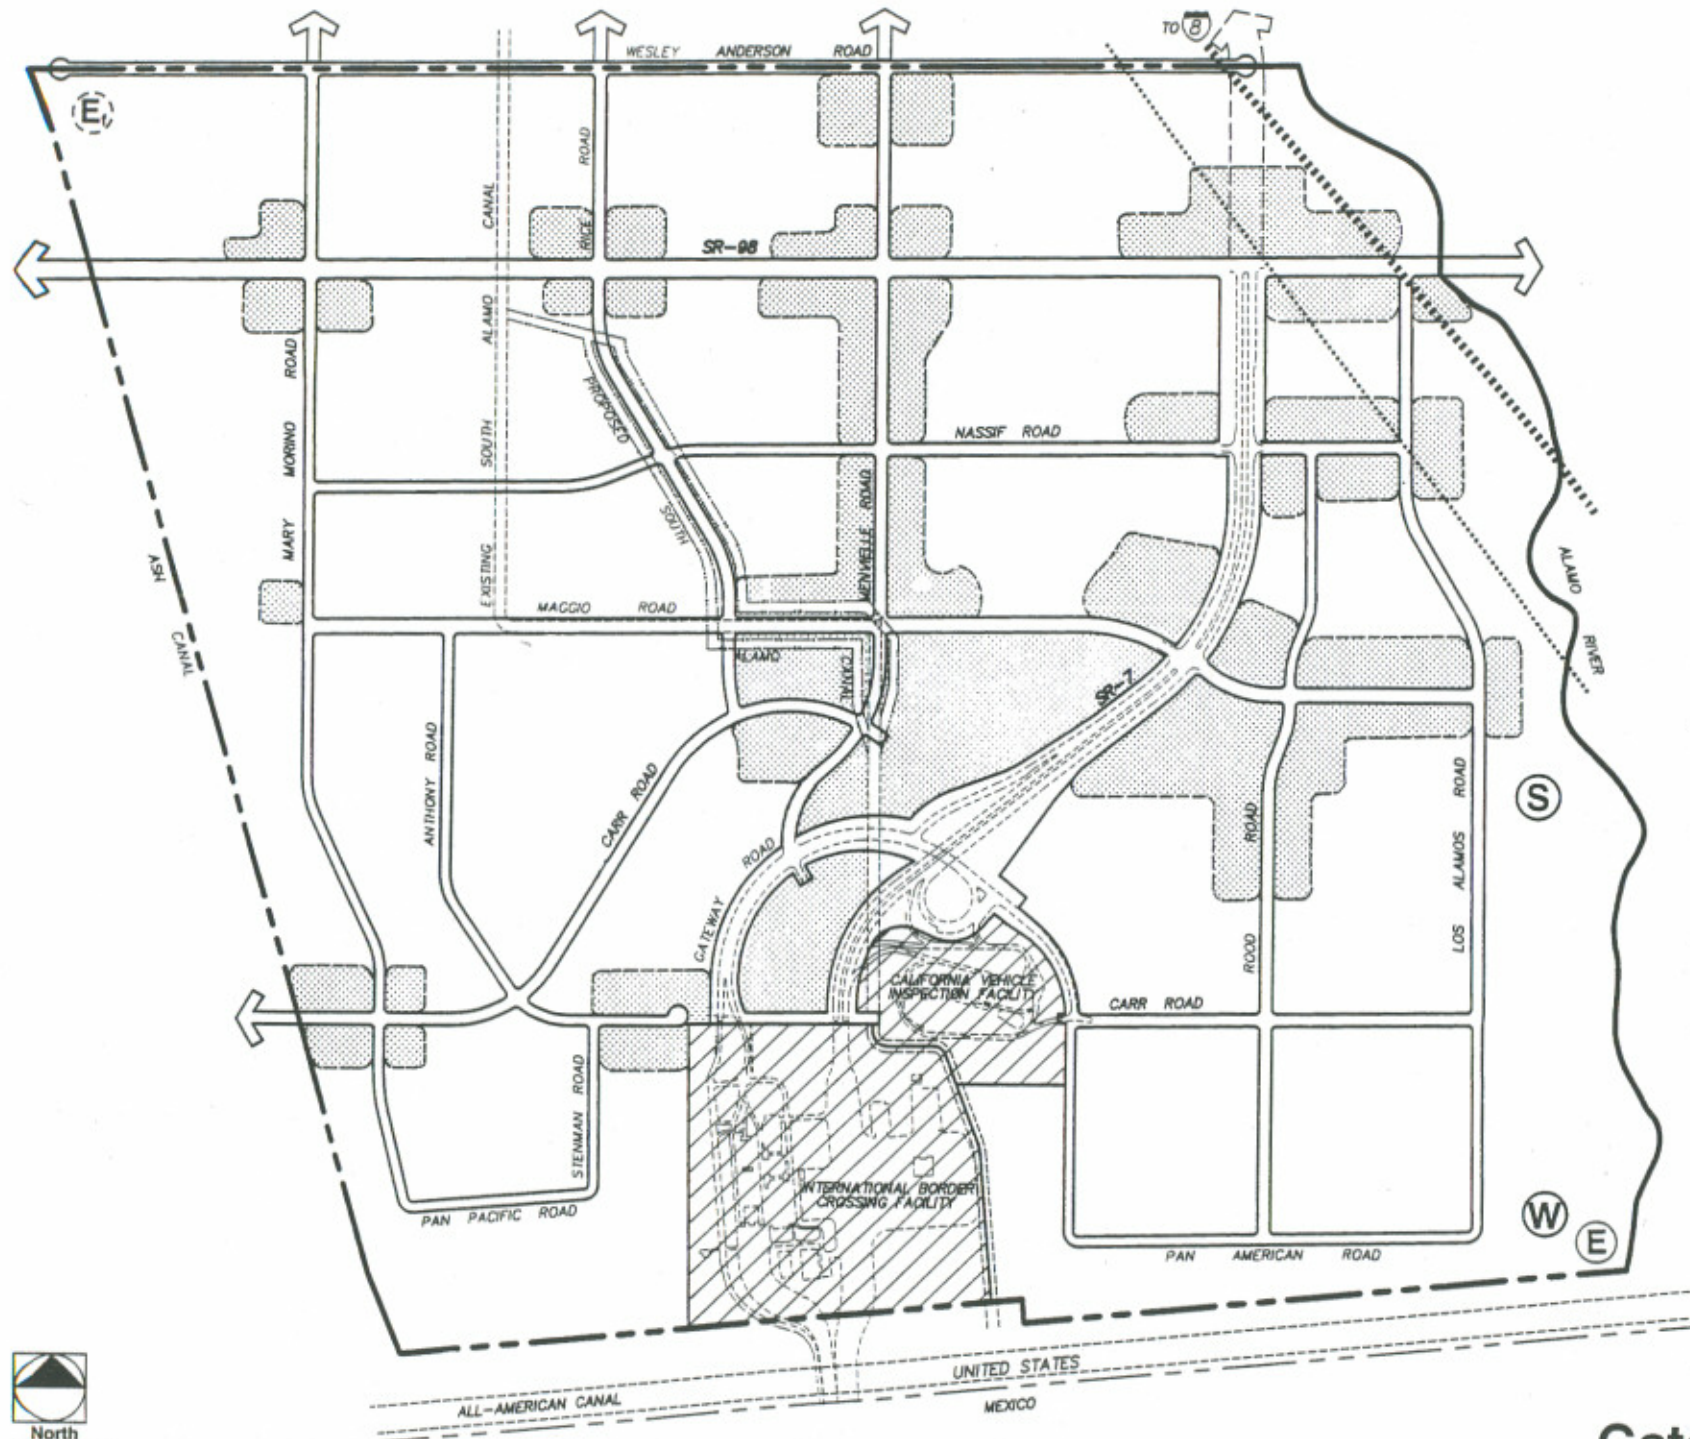 TO 8
WESLEY ANDERSON ROAD
E
RICE ROAD
CANAL
SR-98
ALAMO
SOUTH
EXISTING
MARY MORINO ROAD
PROPOSED
SOUTH
NASSIF ROAD
MENVIELLE ROAD
ASH CANAL
ALAMO RIVER
MAGGIO ROAD
ALAMO
CANAL
SR-7
ANTHONY ROAD
CARR ROAD
GATEWAY ROAD
ROOD ROAD
LOS ALAMOS ROAD
S
CALIFORNIA VEHICLE
INSPECTION FACILITY
CARR ROAD
STENMAN ROAD
INTERNATIONAL BORDER
CROSSING FACILITY
PAN PACIFIC ROAD
W
E
PAN AMERICAN ROAD
UNITED STATES
ALL-AMERICAN CANAL
MEXICO
North